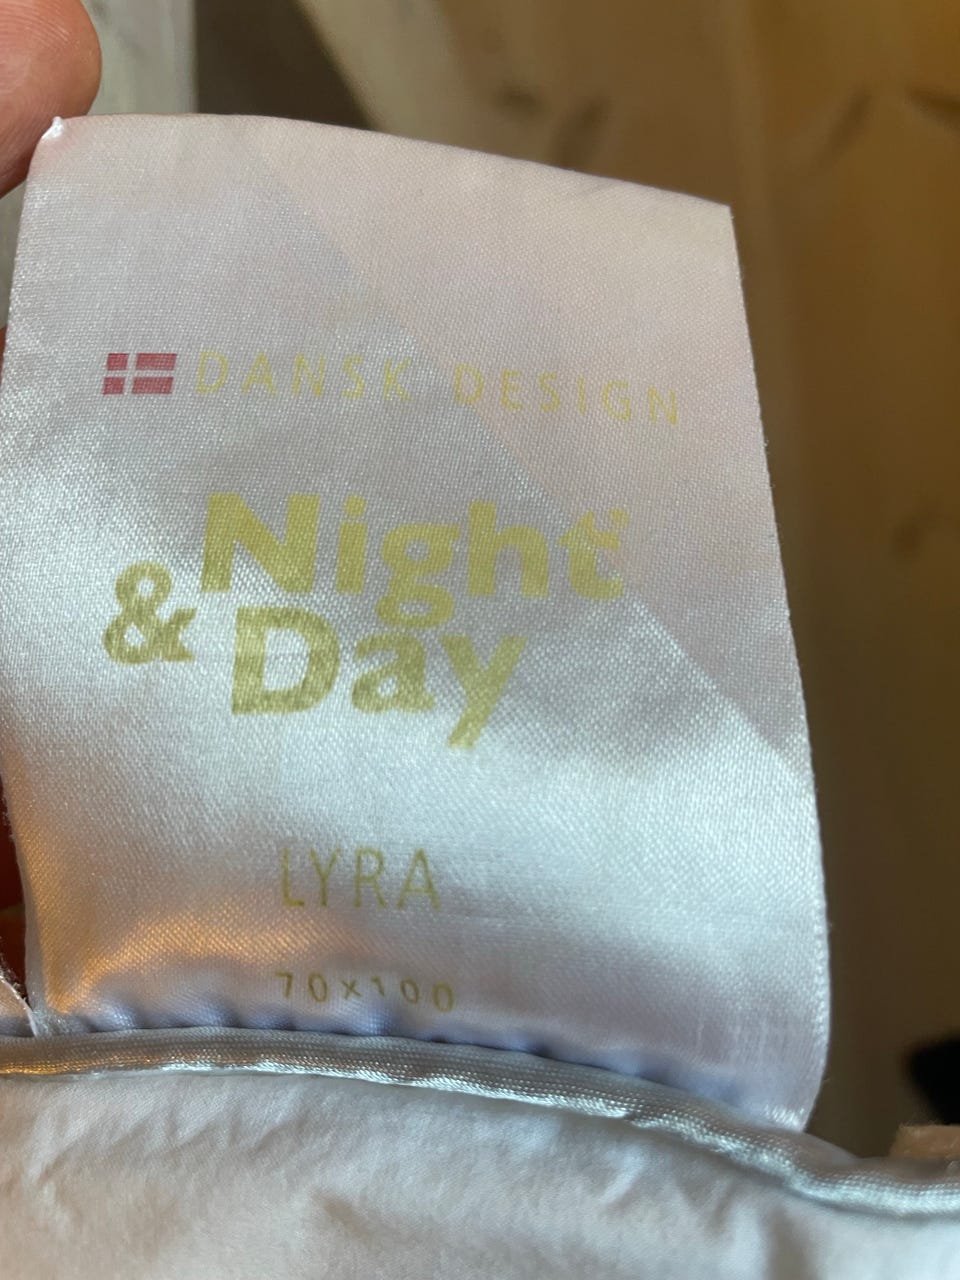 DANSK DESIGN
Night
& Day
LYRA
70x100